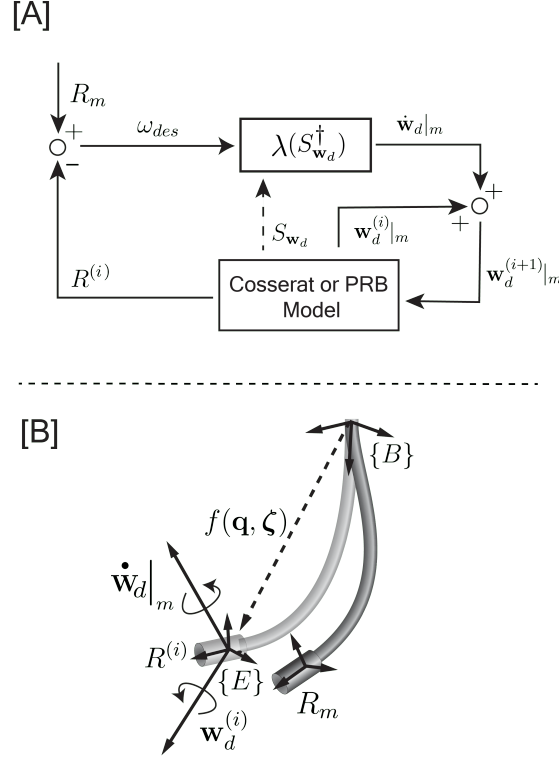 [A]
R_m
+
−
ω_des
λ(S†_{w_d})
ẇ_d|_m
+
+
S_{w_d}
w_d^{(i)}|_m
w_d^{(i+1)}|_m
R^{(i)}
Cosserat or PRB
Model
[B]
{B}
f(q, ζ)
ẇ_d|_m
R^{(i)}
{E}
R_m
w_d^{(i)}